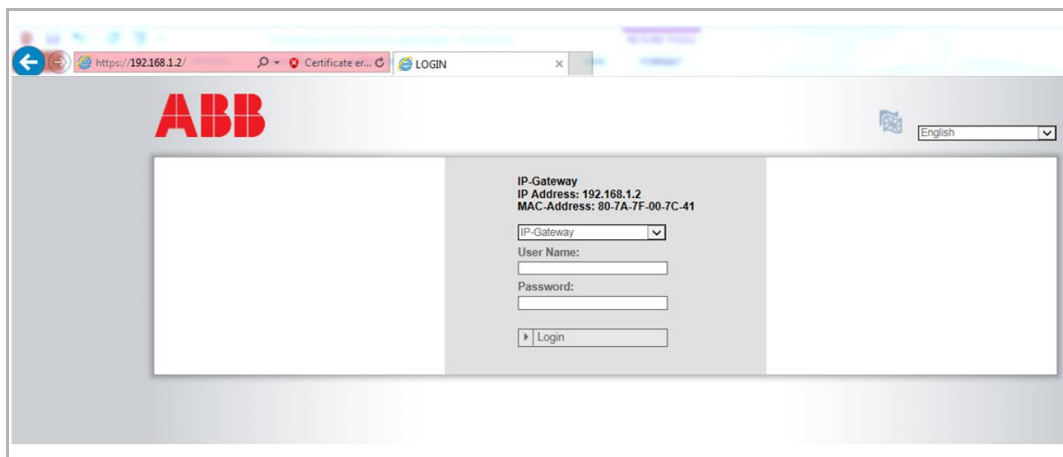 https://192.168.1.2/
Certificate er...
LOGIN
ABB
English
IP-Gateway
IP Address: 192.168.1.2
MAC-Address: 80-7A-7F-00-7C-41
IP-Gateway
User Name:
Password:
Login